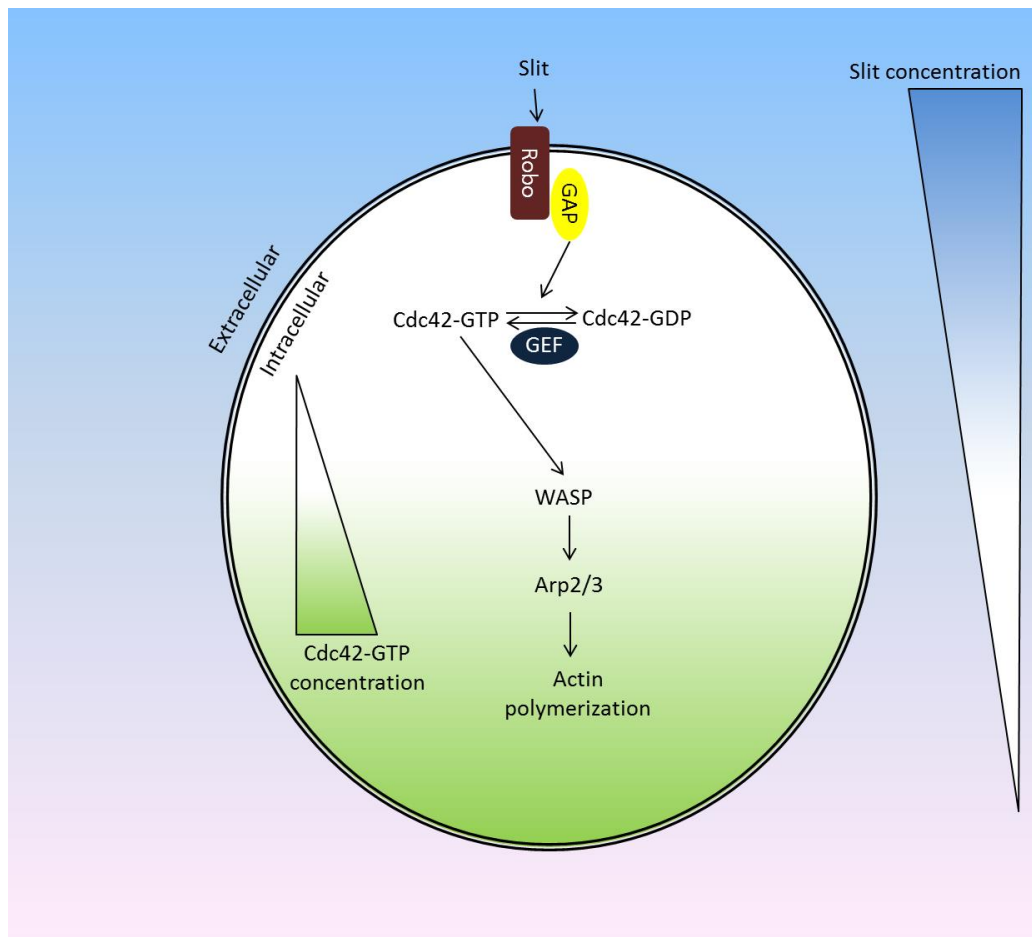 Slit
Slit concentration
Robo
GAP
Extracellular
Intracellular
Cdc42-GTP
Cdc42-GDP
GEF
WASP
Arp2/3
Cdc42-GTP
concentration
Actin
polymerization